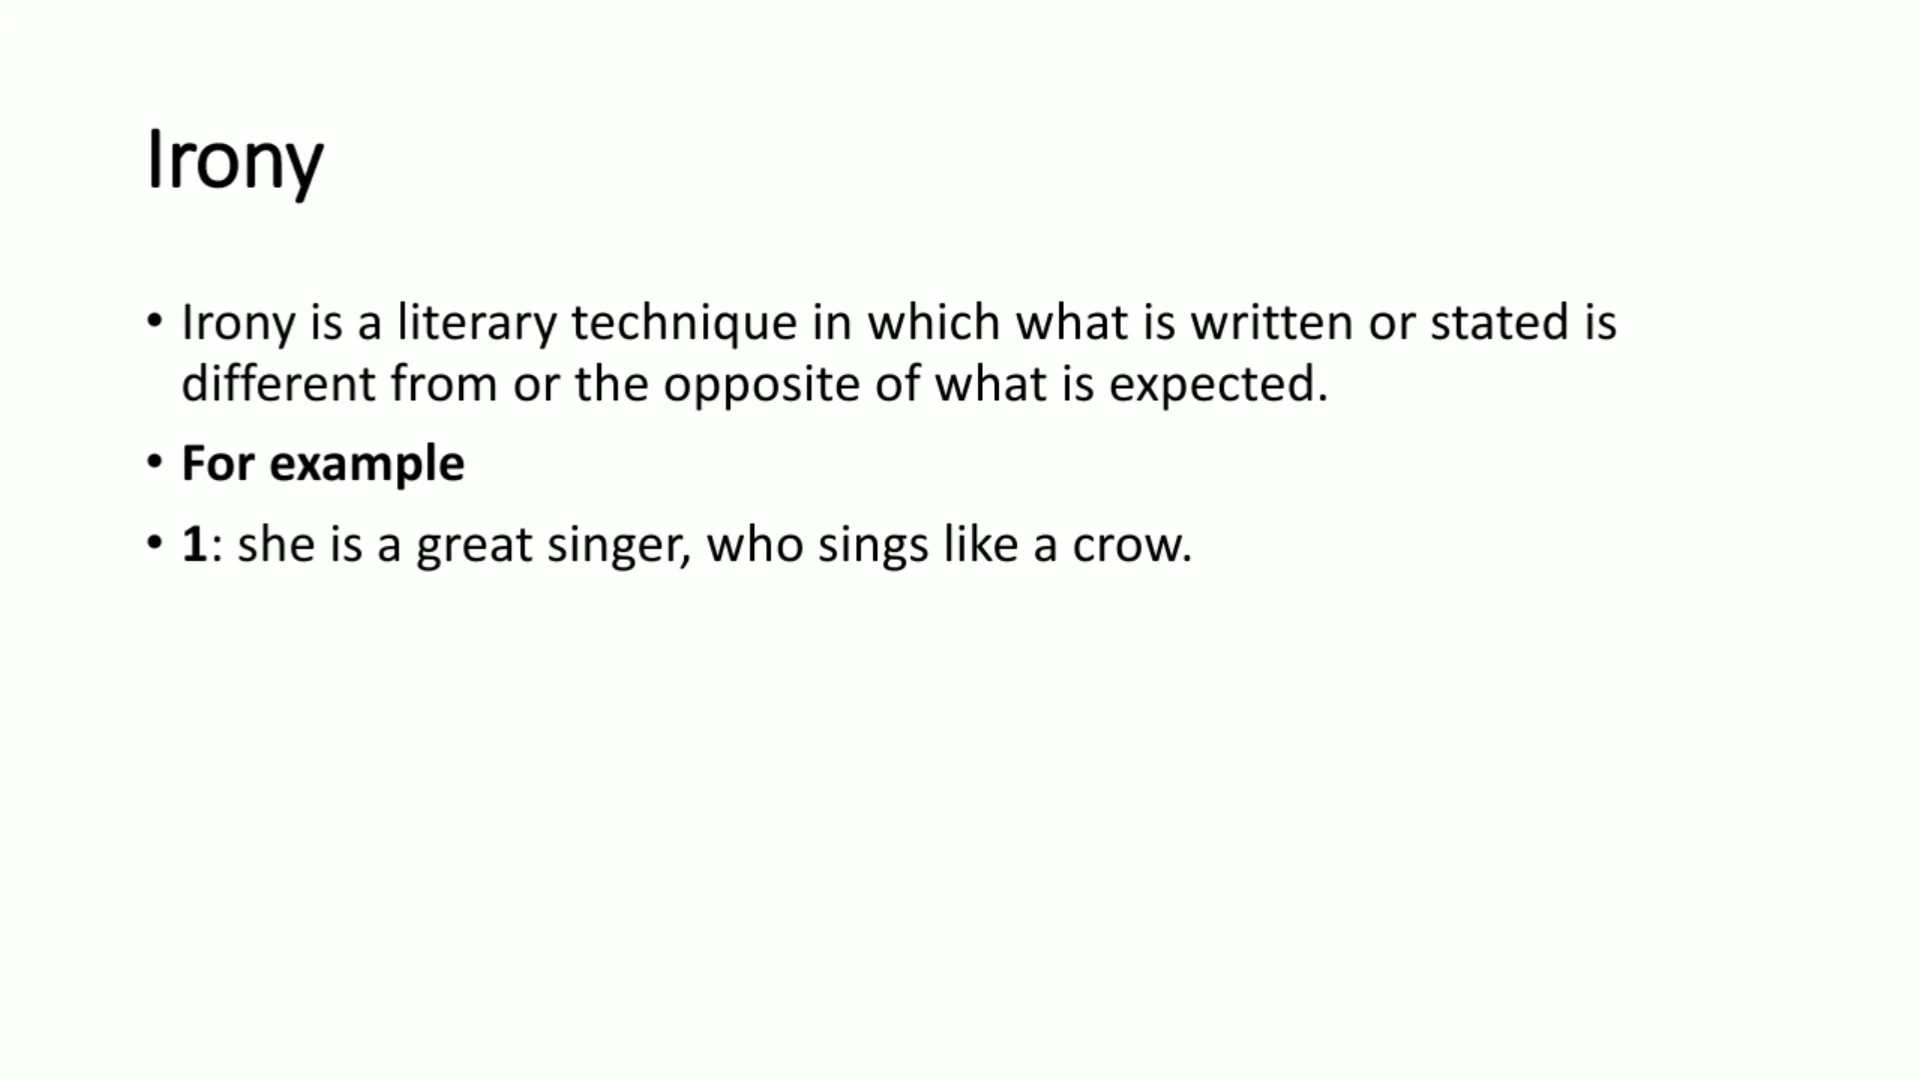 Irony
• Irony is a literary technique in which what is written or stated is
different from or the opposite of what is expected.
• For example
• 1: she is a great singer, who sings like a crow.